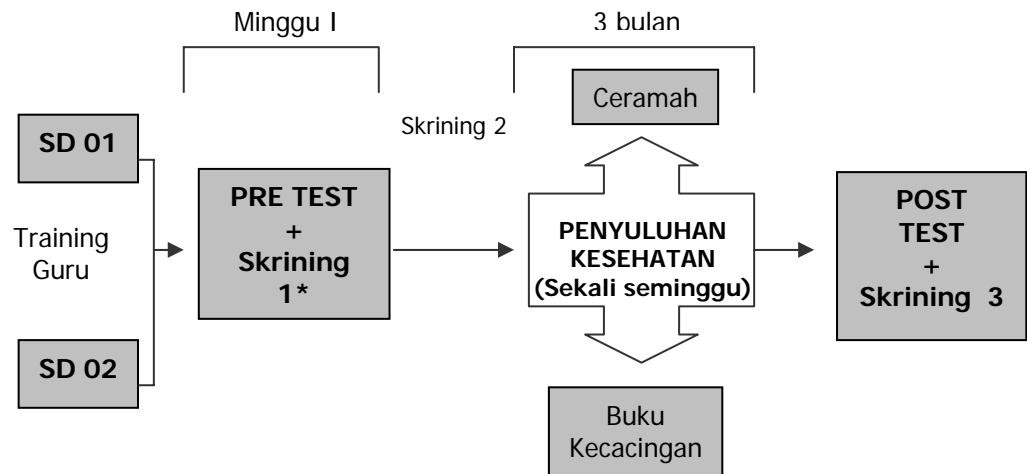 Minggu I
3 bulan
Ceramah
Skrining 2
SD 01
Training
Guru
SD 02
PRE TEST
+
Skrining
1*
PENYULUHAN
KESEHATAN
(Sekali seminggu)
POST
TEST
+
Skrining 3
Buku
Kecacingan